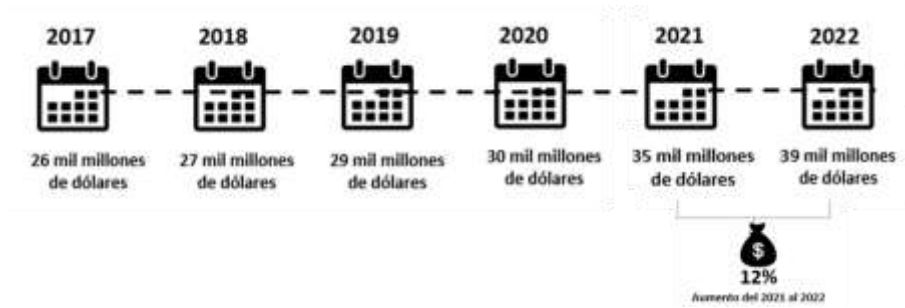 2017
2018
2019
2020
2021
2022
26 mil millones
de dólares
27 mil millones
de dólares
29 mil millones
de dólares
30 mil millones
de dólares
35 mil millones
de dólares
39 mil millones
de dólares
$
12%
Aumento del 2021 al 2022